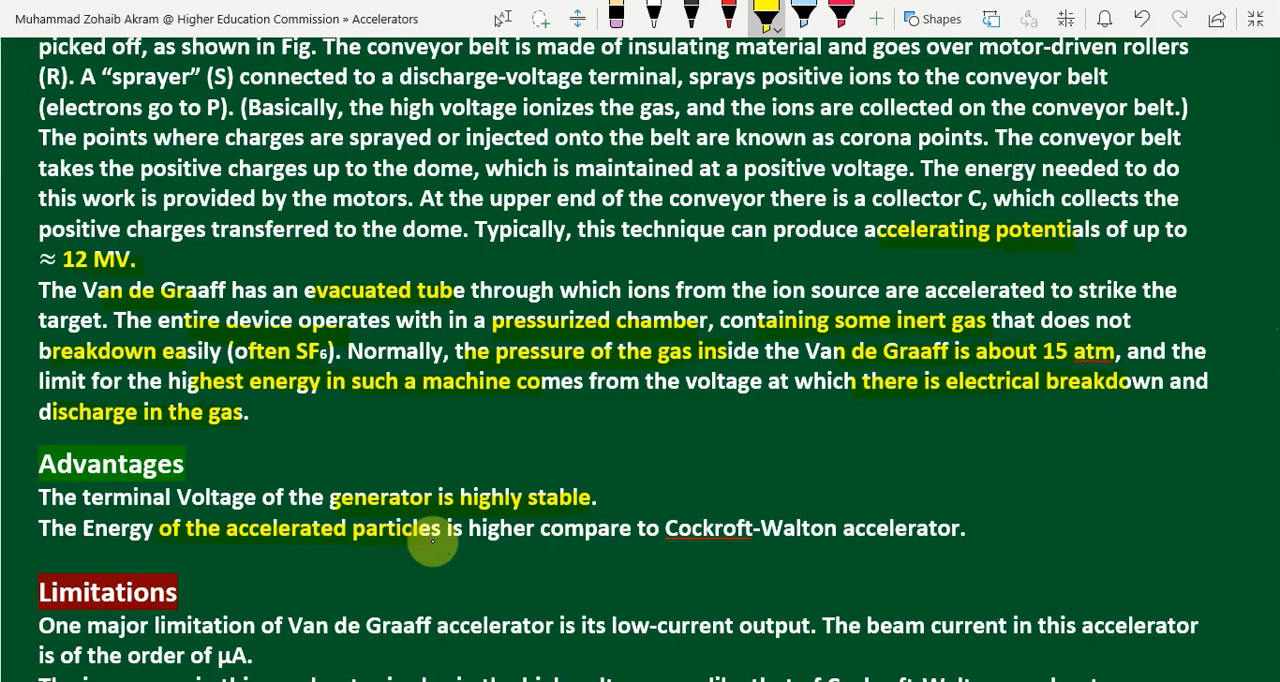 Muhammad Zohaib Akram @ Higher Education Commission » Accelerators
Shapes
picked off, as shown in Fig. The conveyor belt is made of insulating material and goes over motor-driven rollers
(R). A “sprayer” (S) connected to a discharge-voltage terminal, sprays positive ions to the conveyor belt
(electrons go to P). (Basically, the high voltage ionizes the gas, and the ions are collected on the conveyor belt.)
The points where charges are sprayed or injected onto the belt are known as corona points. The conveyor belt
takes the positive charges up to the dome, which is maintained at a positive voltage. The energy needed to do
this work is provided by the motors. At the upper end of the conveyor there is a collector C, which collects the
positive charges transferred to the dome. Typically, this technique can produce accelerating potentials of up to
≈ 12 MV.
The Van de Graaff has an evacuated tube through which ions from the ion source are accelerated to strike the
target. The entire device operates with in a pressurized chamber, containing some inert gas that does not
breakdown easily (often SF₆). Normally, the pressure of the gas inside the Van de Graaff is about 15 atm, and the
limit for the highest energy in such a machine comes from the voltage at which there is electrical breakdown and
discharge in the gas.
Advantages
The terminal Voltage of the generator is highly stable.
The Energy of the accelerated particles is higher compare to Cockroft-Walton accelerator.
Limitations
One major limitation of Van de Graaff accelerator is its low-current output. The beam current in this accelerator
is of the order of μA.